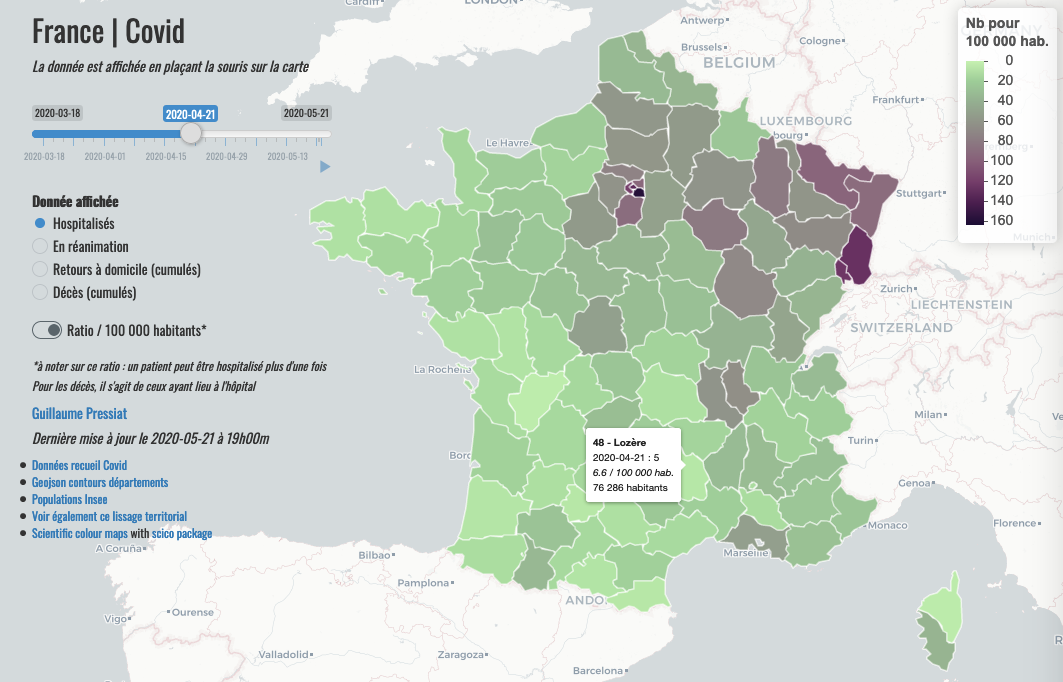 France | Covid
La donnée est affichée en plaçant la souris sur la carte
2020-03-18
2020-04-21
2020-05-21
2020-03-18
2020-04-01
2020-04-15
2020-04-29
2020-05-13
Donnée affichée
Hospitalisés
En réanimation
Retours à domicile (cumulés)
Décès (cumulés)
Ratio / 100 000 habitants*
*à noter sur ce ratio : un patient peut être hospitalisé plus d'une fois
Pour les décès, il s'agit de ceux ayant lieu à l'hôpital
Guillaume Pressiat
Dernière mise à jour le 2020-05-21 à 19h00m
Données recueil Covid
Geojson contours départements
Populations Insee
Voir également ce lissage territorial
Scientific colour maps with scico package
Nb pour
100 000 hab.
0
20
40
60
80
100
120
140
160
48 - Lozère
2020-04-21 : 5
6.6 / 100 000 hab.
76 286 habitants
Cardiff
LONDON
Antwerp
Brussels
Cologne
BELGIUM
Frankfurt
LUXEMBOURG
bourg
Le Havre
Stuttgart
Munich
Zurich
LIECHTENSTEIN
SWITZERLAND
La Rochelle
Milan
Turin
Genoa
Monaco
Florence
Marseille
A Coruña
Bilbao
Pamplona
ANDO
Ourense
Vigo
Valladolid
Zaragoza
Barcelona